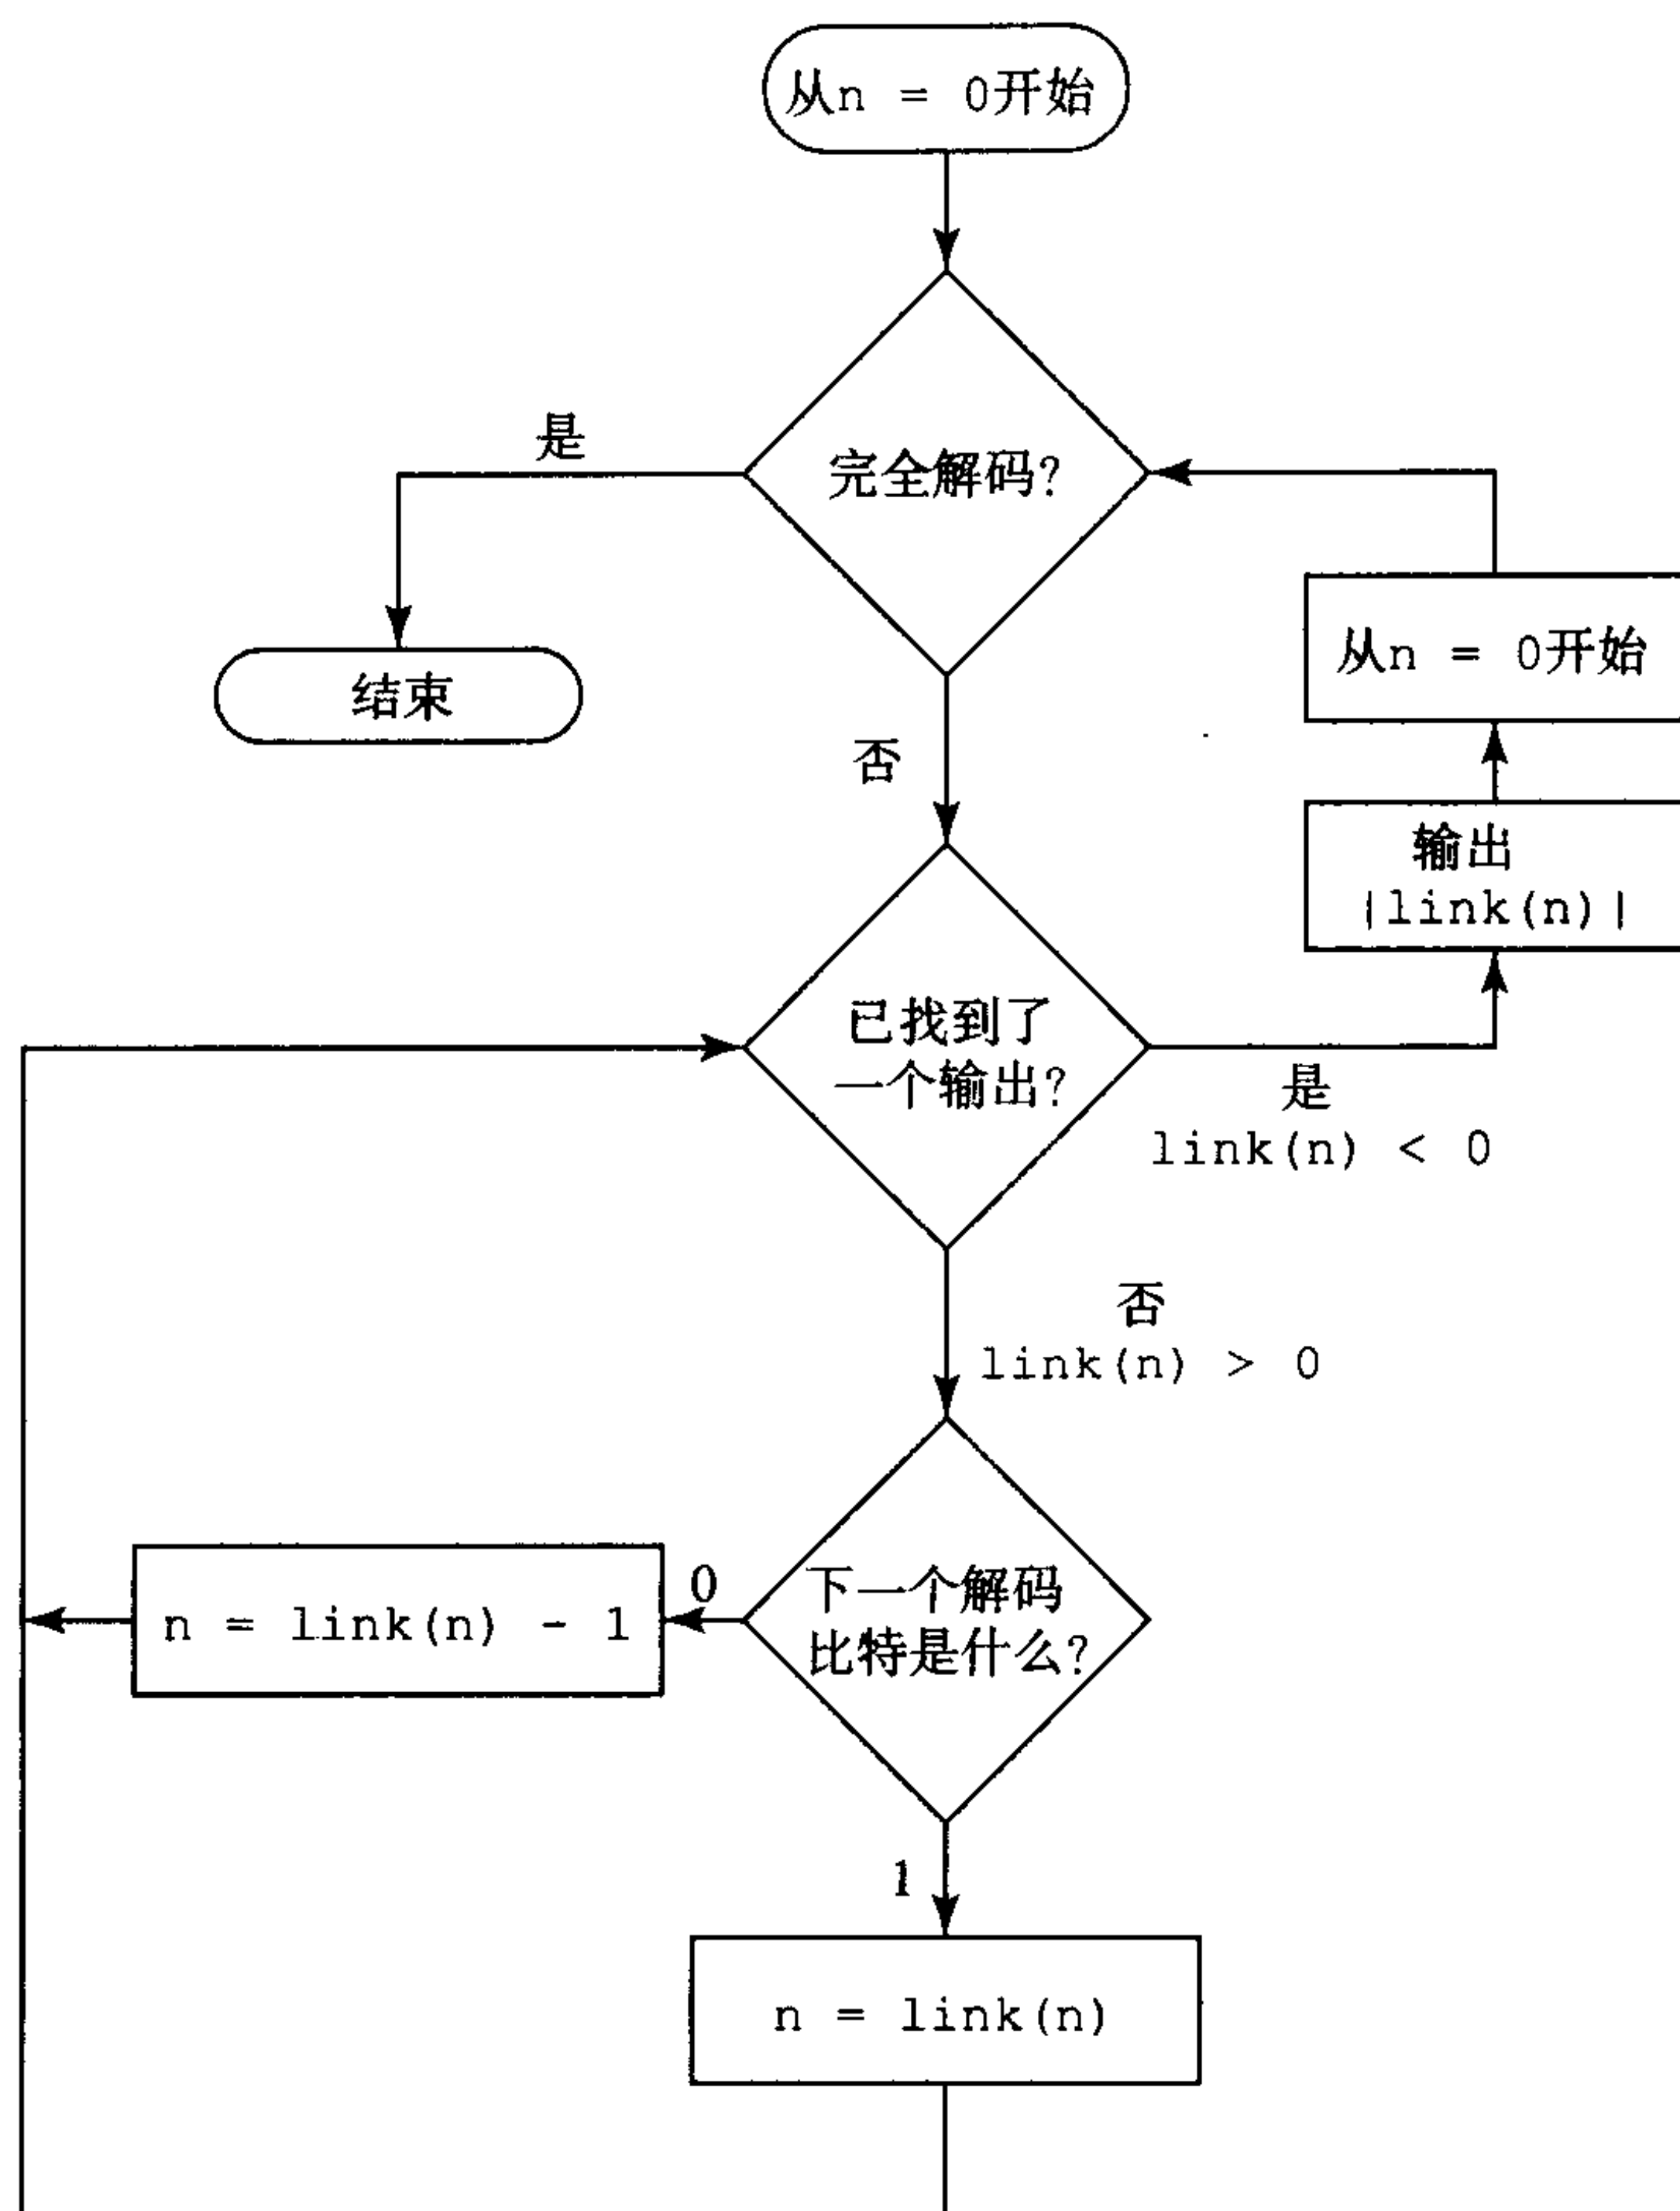 从n = 0开始
完全解码?
是
结束
从n = 0开始
否
输出
|link(n)|
已找到了
一个输出?
是
link(n) < 0
否
link(n) > 0
下一个解码
比特是什么?
0
n = link(n) - 1
1
n = link(n)